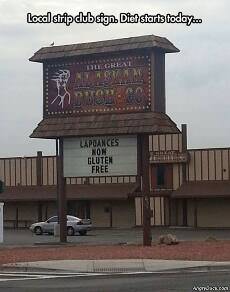 Local strip club sign. Diet starts today...
THE GREAT
ALASKAN
BUSH CO
LAPDANCES
NOW
GLUTEN
FREE